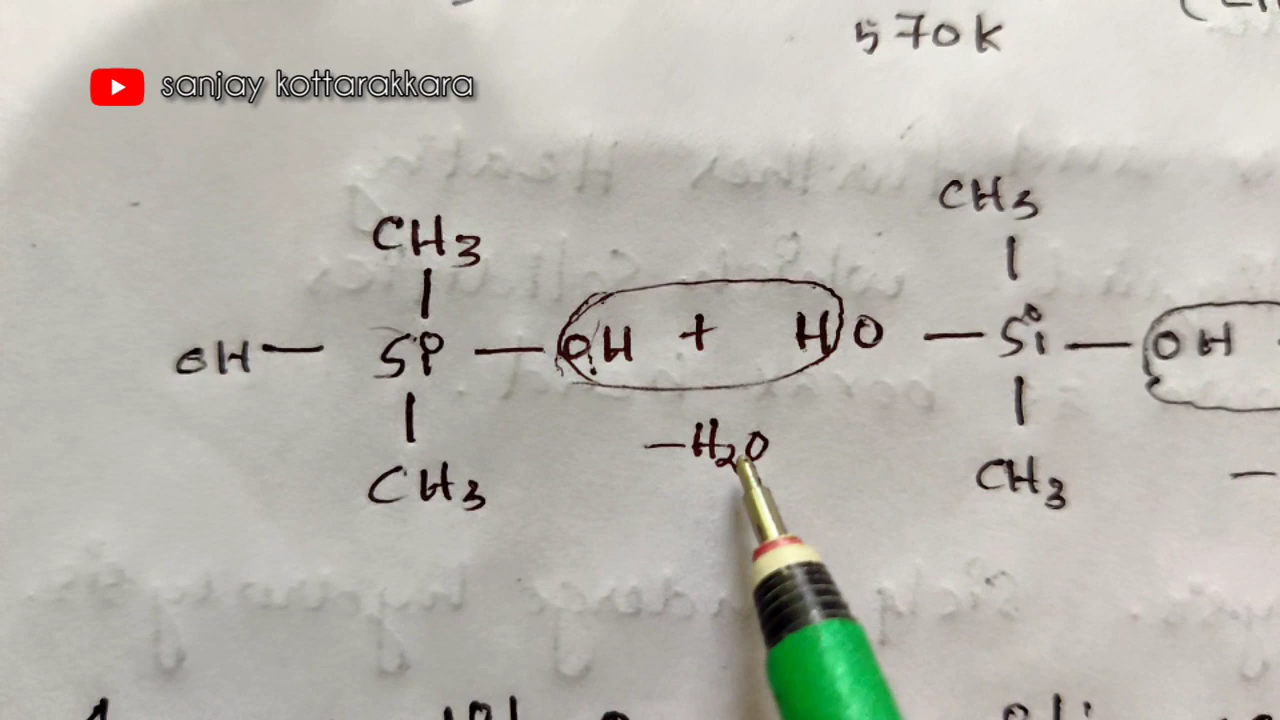 570K
sanjay kottarakkara
CH3 CH3
OH — Si — OH + HO — Si — OH
CH3 CH3
—H2O